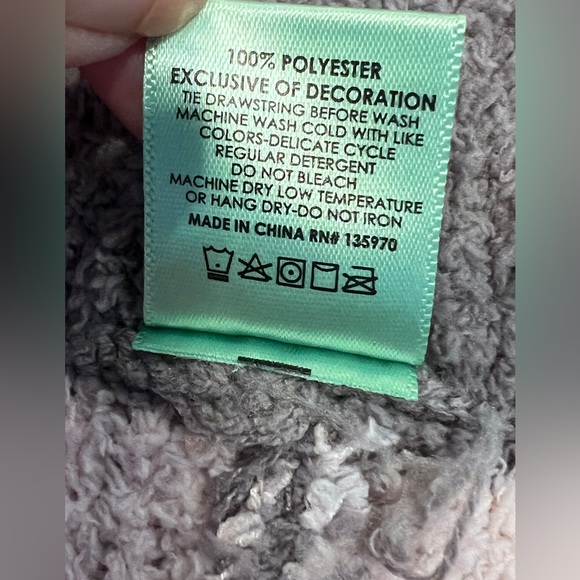 100% POLYESTER
EXCLUSIVE OF DECORATION
TIE DRAWSTRING BEFORE WASH
MACHINE WASH COLD WITH LIKE
COLORS-DELICATE CYCLE
REGULAR DETERGENT
DO NOT BLEACH
MACHINE DRY LOW TEMPERATURE
OR HANG DRY-DO NOT IRON
MADE IN CHINA RN# 135970